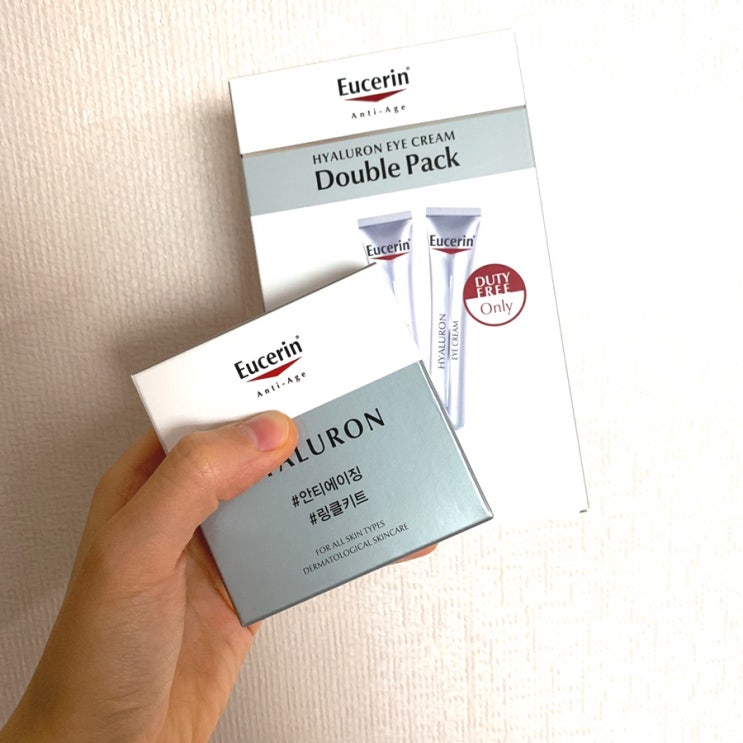 Eucerin®
Anti-Age
HYALURON EYE CREAM
Double Pack
Eucerin®
Eucerin®
HYALURON
EYE CREAM
DUTY
FREE
Only
Eucerin®
Anti-Age
#안티에이징
#링클키트
FOR ALL SKIN TYPES
DERMATOLOGICAL SKINCARE